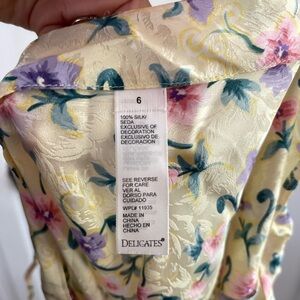 6
100% SILK/
SEDA
EXCLUSIVE OF
DECORATION
EXCLUSIVO DE
DECORACION
SEE REVERSE
FOR CARE
VER AL
DORSO PARA
CUIDADO
WPL# 11935
MADE IN
CHINA
HECHO EN
CHINA
DELICATES